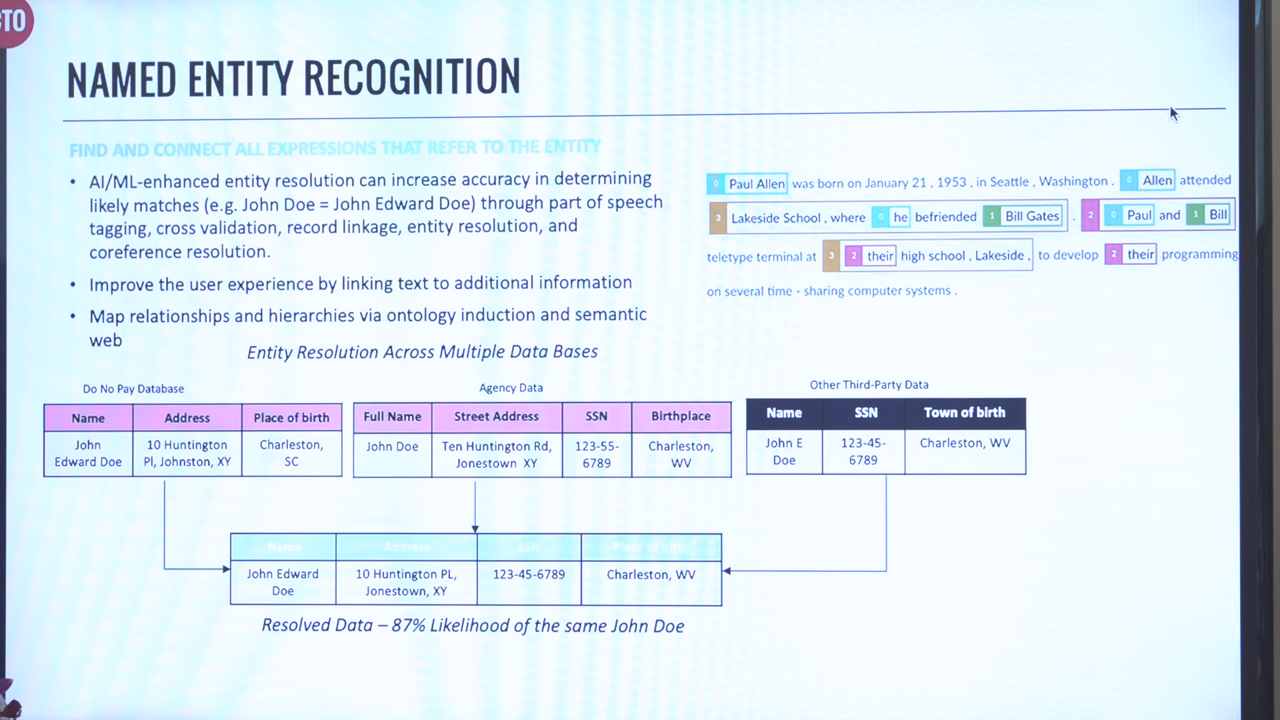 CTO
NAMED ENTITY RECOGNITION
FIND AND CONNECT ALL EXPRESSIONS THAT REFER TO THE ENTITY
• AI/ML-enhanced entity resolution can increase accuracy in determining
likely matches (e.g. John Doe = John Edward Doe) through part of speech
tagging, cross validation, record linkage, entity resolution, and
coreference resolution.
• Improve the user experience by linking text to additional information
• Map relationships and hierarchies via ontology induction and semantic
web
0 Paul Allen was born on January 21 , 1953 , in Seattle , Washington . 0 Allen attended
3 Lakeside School , where 0 he befriended 1 Bill Gates . 2 0 Paul and 1 Bill
teletype terminal at 3 2 their high school , Lakeside , to develop 2 their programming
on several time - sharing computer systems .
Entity Resolution Across Multiple Data Bases
Do No Pay Database
Name Address Place of birth
John 10 Huntington Charleston,
Edward Doe Pl, Johnston, XY SC
Agency Data
Full Name Street Address SSN Birthplace
John Doe Ten Huntington Rd, 123-55- Charleston,
Jonestown XY 6789 WV
Other Third-Party Data
Name SSN Town of birth
John E 123-45- Charleston, WV
Doe 6789
Name Address SSN Place of birth
John Edward 10 Huntington PL, 123-45-6789 Charleston, WV
Doe Jonestown, XY
Resolved Data – 87% Likelihood of the same John Doe